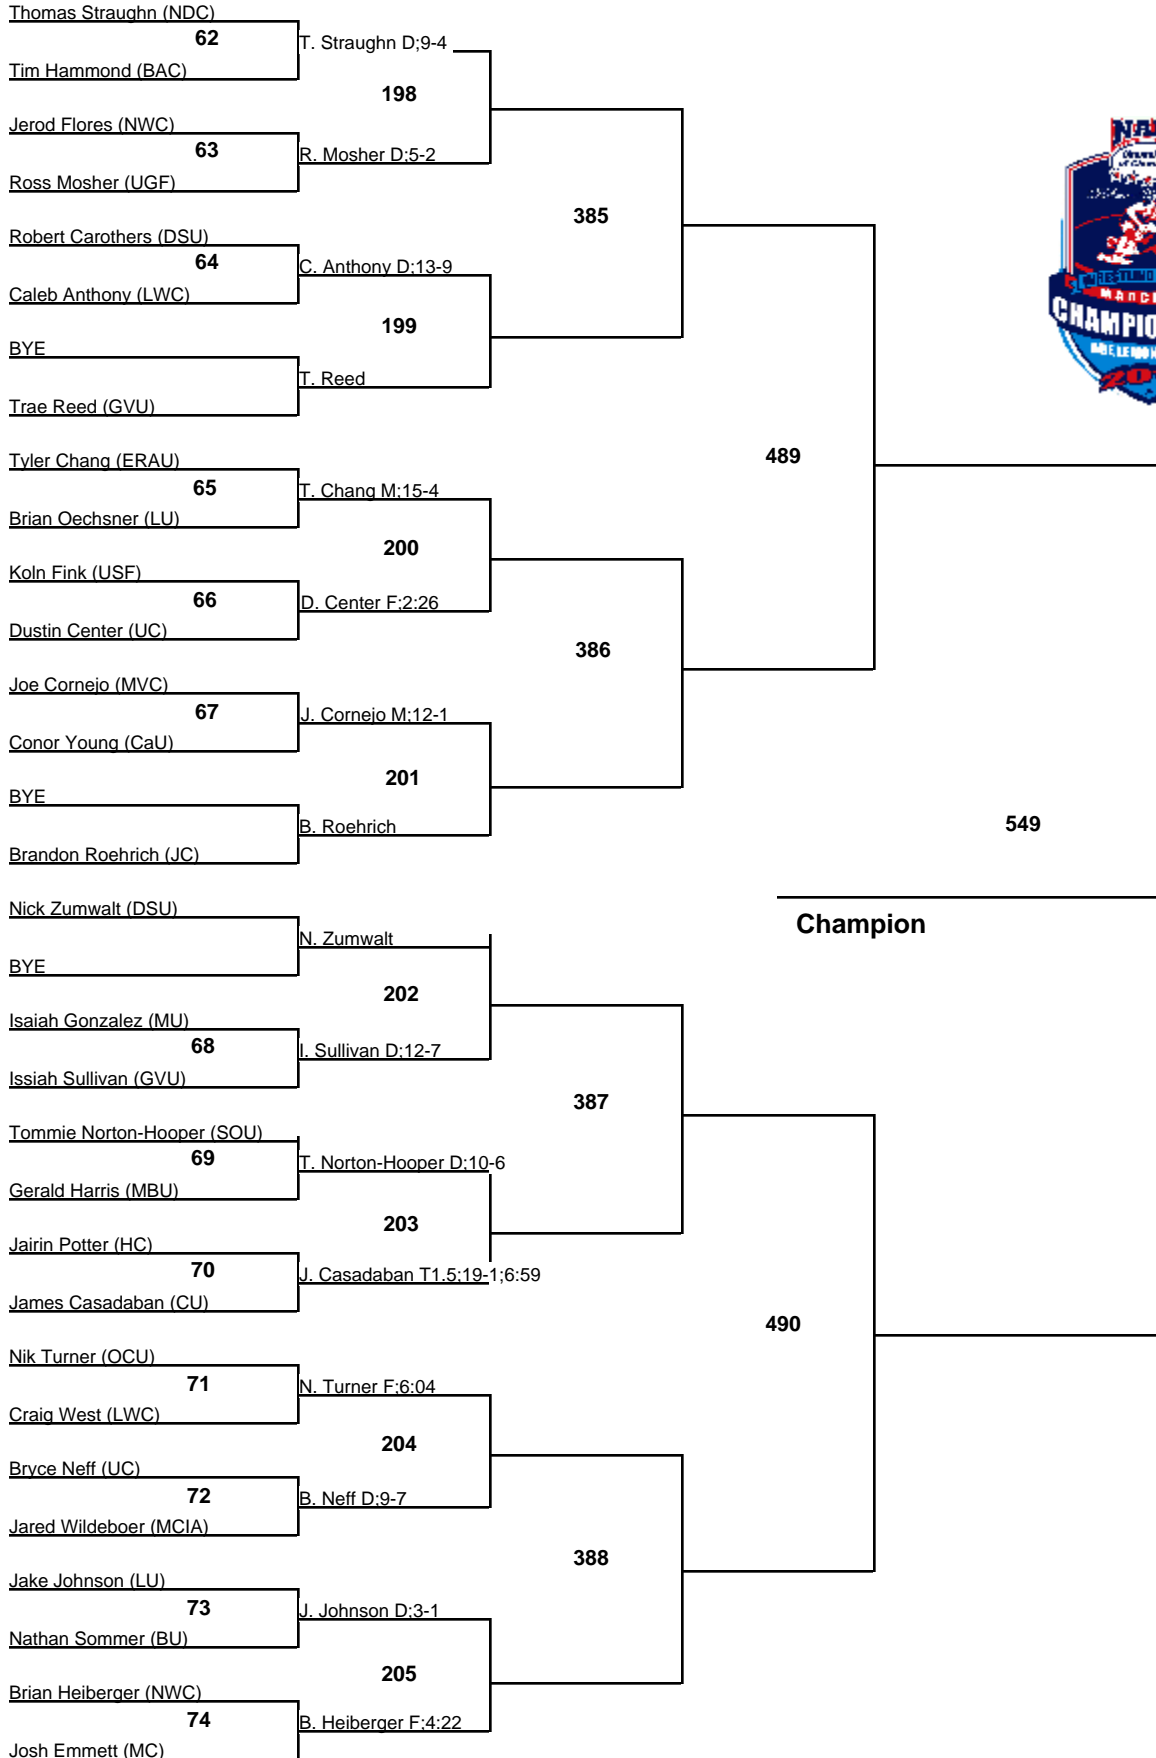 Thomas Straughn (NDC)
62
T. Straughn D;9-4
Tim Hammond (BAC)
198
Jerod Flores (NWC)
63
R. Mosher D;5-2
Ross Mosher (UGF)
385
Robert Carothers (DSU)
64
C. Anthony D;13-9
Caleb Anthony (LWC)
199
BYE
T. Reed
Trae Reed (GVU)
489
Tyler Chang (ERAU)
65
T. Chang M;15-4
Brian Oechsner (LU)
200
Koln Fink (USF)
66
D. Center F;2:26
Dustin Center (UC)
386
Joe Cornejo (MVC)
67
J. Cornejo M;12-1
Conor Young (CaU)
201
BYE
B. Roehrich
Brandon Roehrich (JC)
549
Champion
Nick Zumwalt (DSU)
N. Zumwalt
BYE
202
Isaiah Gonzalez (MU)
68
I. Sullivan D;12-7
Issiah Sullivan (GVU)
387
Tommie Norton-Hooper (SOU)
69
T. Norton-Hooper D;10-6
Gerald Harris (MBU)
203
Jairin Potter (HC)
70
J. Casadaban T1.5;19-1;6:59
James Casadaban (CU)
490
Nik Turner (OCU)
71
N. Turner F;6:04
Craig West (LWC)
204
Bryce Neff (UC)
72
B. Neff D;9-7
Jared Wildeboer (MCIA)
388
Jake Johnson (LU)
73
J. Johnson D;3-1
Nathan Sommer (BU)
205
Brian Heiberger (NWC)
74
B. Heiberger F;4:22
Josh Emmett (MC)